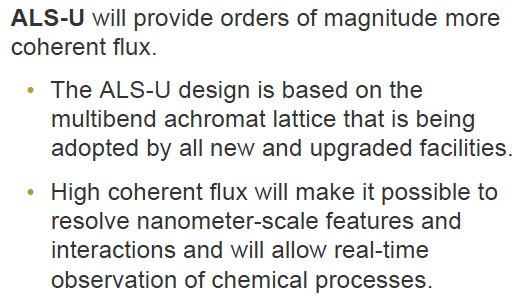 ALS-U will provide orders of magnitude more
coherent flux.
• The ALS-U design is based on the
multibend achromat lattice that is being
adopted by all new and upgraded facilities.
• High coherent flux will make it possible to
resolve nanometer-scale features and
interactions and will allow real-time
observation of chemical processes.